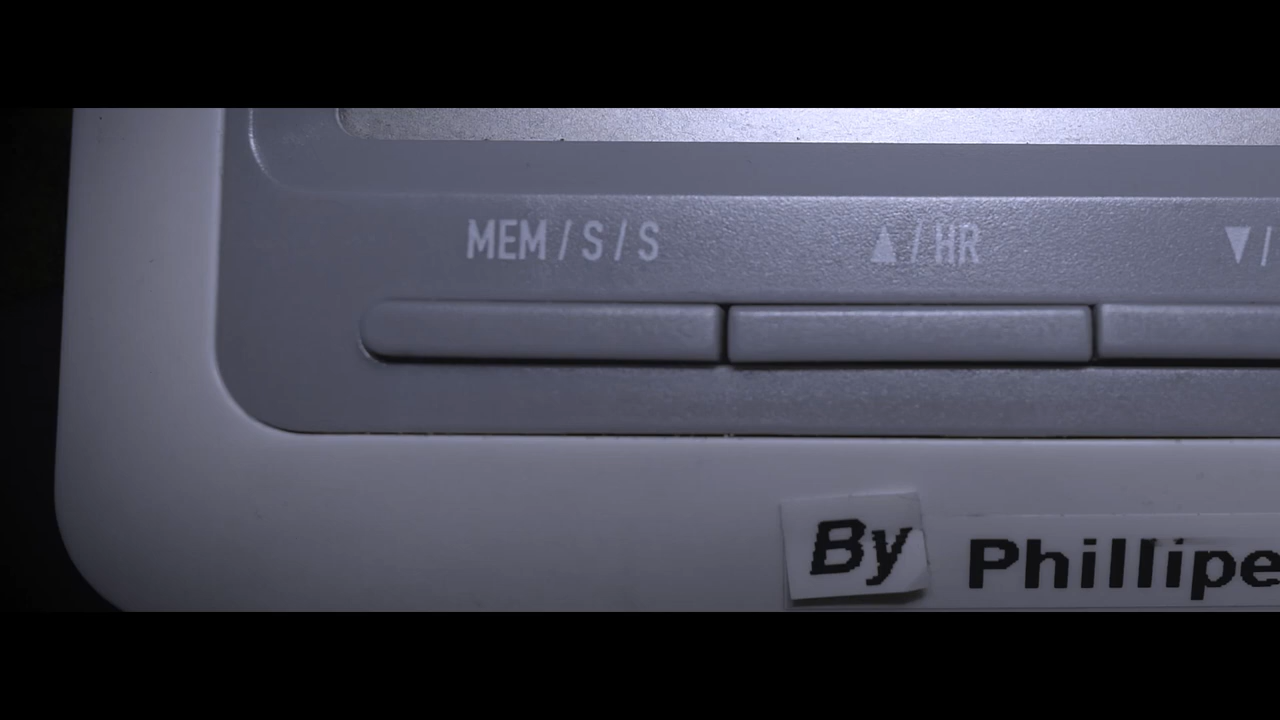 MEM / S / S ▲ / HR ▼ /
By Phillipe